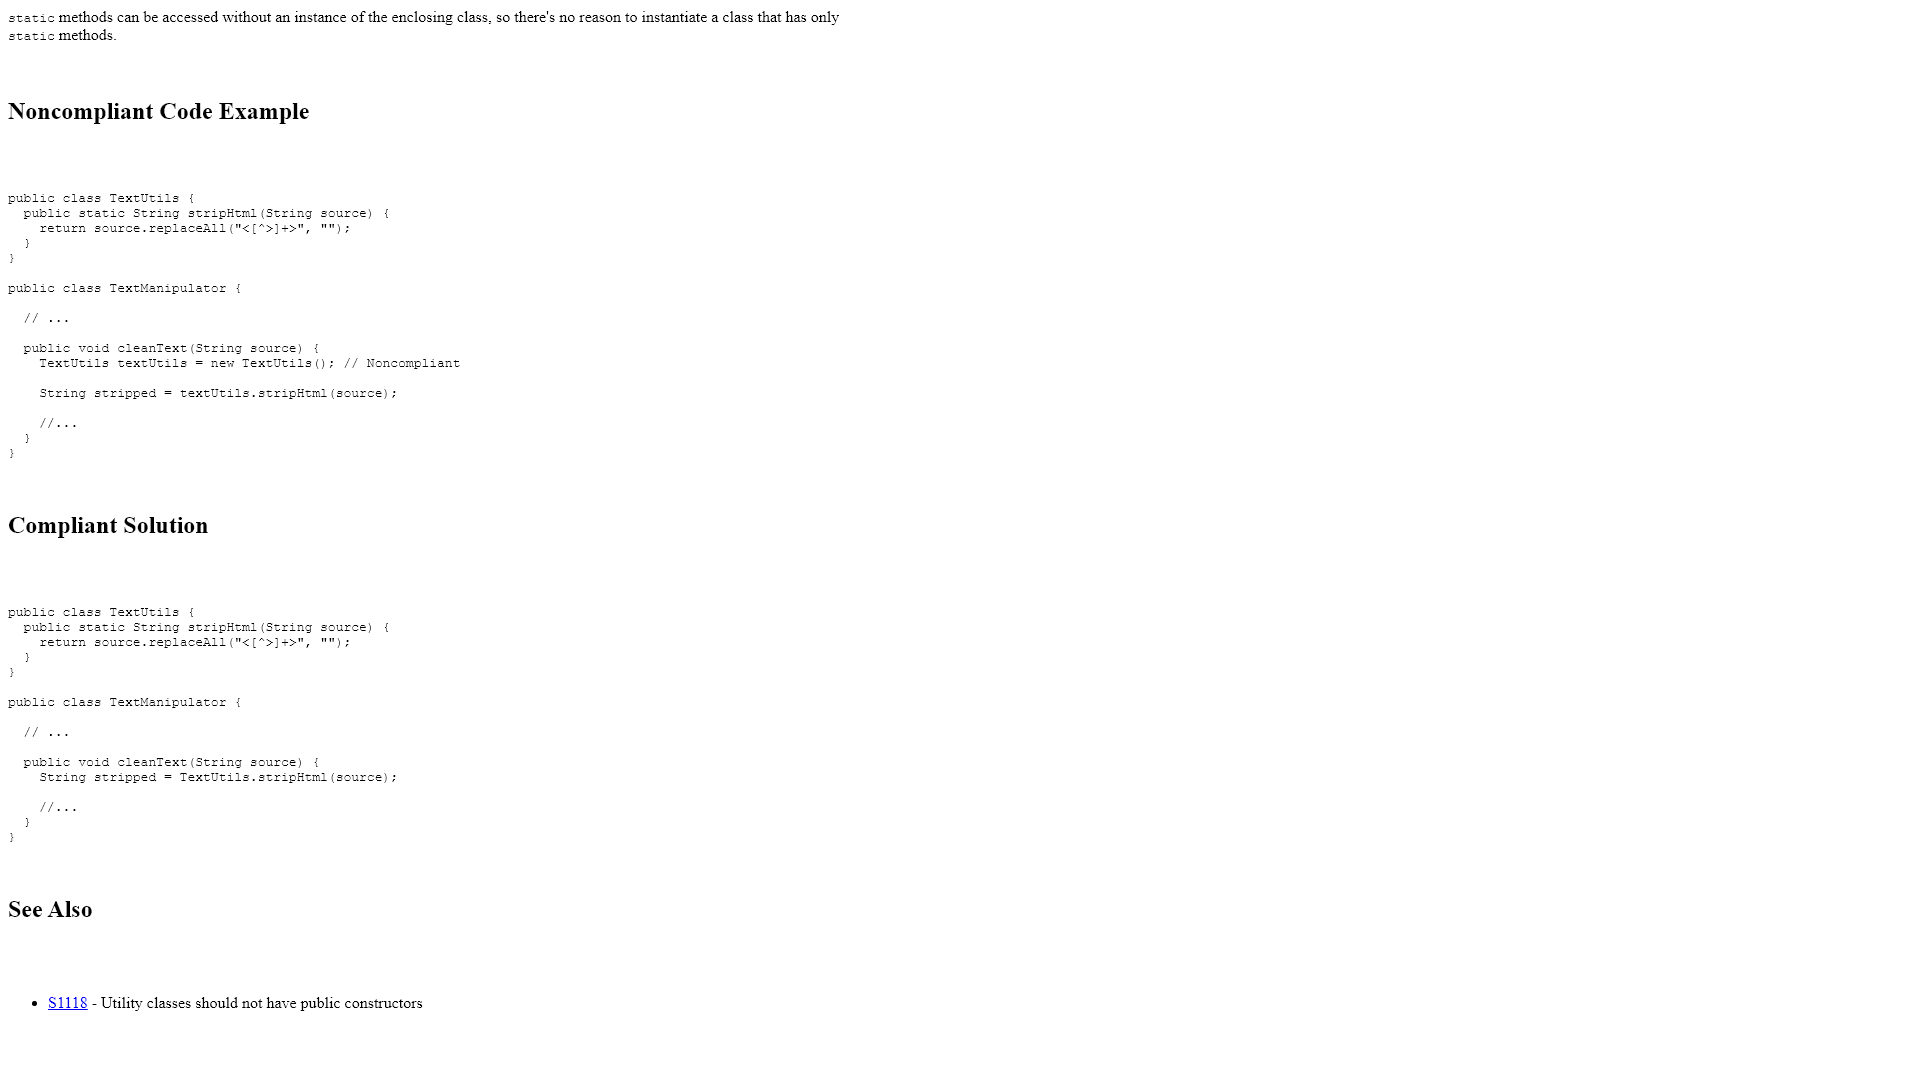 static methods can be accessed without an instance of the enclosing class, so there's no reason to instantiate a class that has only
static methods.
Noncompliant Code Example
public class TextUtils {
  public static String stripHtml(String source) {
    return source.replaceAll("<[^>]+>", "");
  }
}
public class TextManipulator {
  // ...
  public void cleanText(String source) {
    TextUtils textUtils = new TextUtils(); // Noncompliant
    String stripped = textUtils.stripHtml(source);
    //...
  }
}
Compliant Solution
public class TextUtils {
  public static String stripHtml(String source) {
    return source.replaceAll("<[^>]+>", "");
  }
}
public class TextManipulator {
  // ...
  public void cleanText(String source) {
    String stripped = TextUtils.stripHtml(source);
    //...
  }
}
See Also
• S1118 - Utility classes should not have public constructors